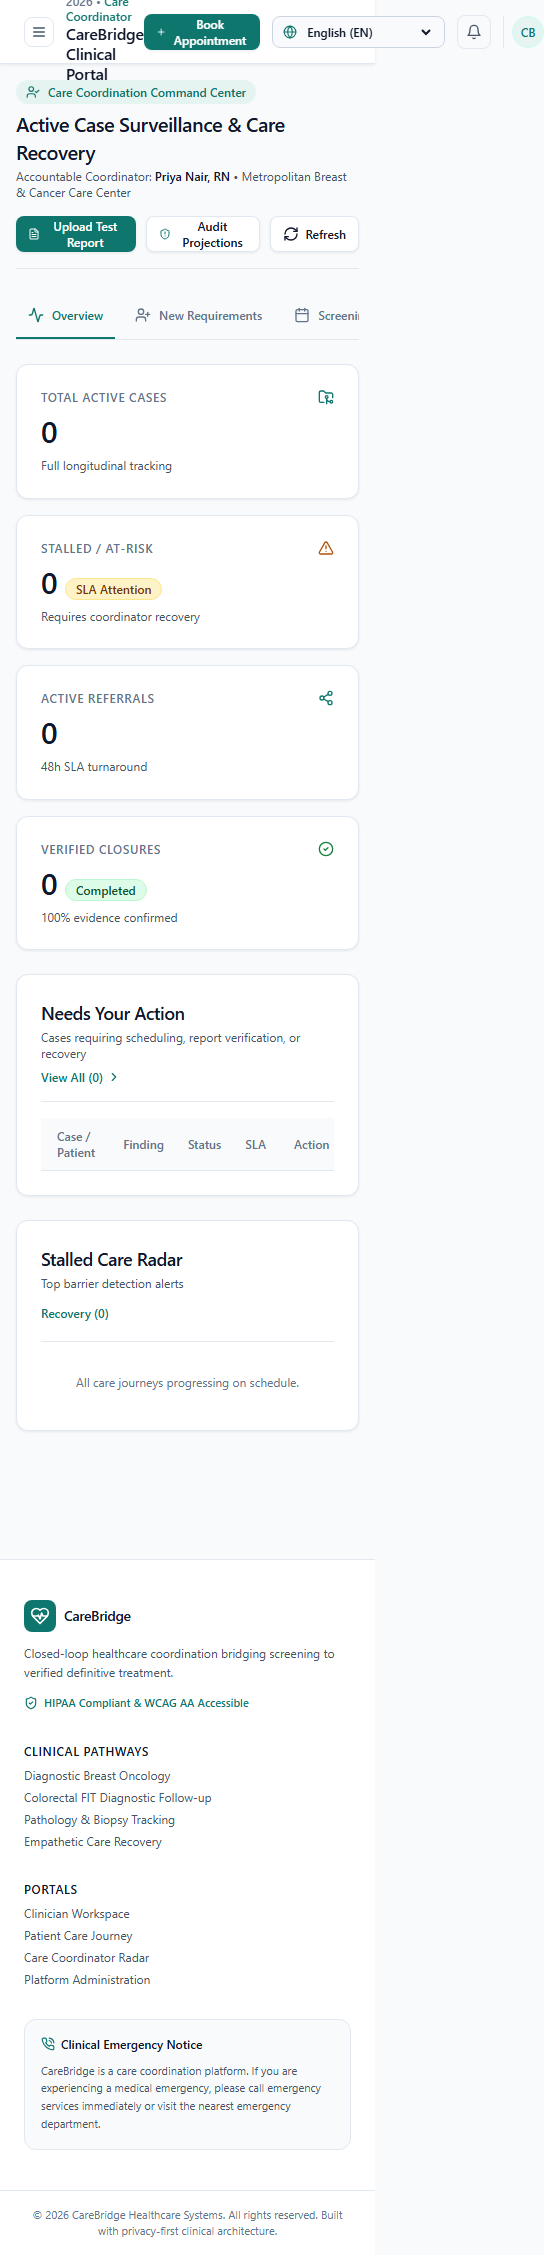 2026 • Care
Coordinator
CareBridge
Clinical
Portal
Book
Appointment
English (EN)
CB
Care Coordination Command Center
Active Case Surveillance & Care
Recovery
Accountable Coordinator: Priya Nair, RN • Metropolitan Breast
& Cancer Care Center
Upload Test
Report
Audit
Projections
Refresh
Overview
New Requirements
Screeni
TOTAL ACTIVE CASES
0
Full longitudinal tracking
STALLED / AT-RISK
0 SLA Attention
Requires coordinator recovery
ACTIVE REFERRALS
0
48h SLA turnaround
VERIFIED CLOSURES
0 Completed
100% evidence confirmed
Needs Your Action
Cases requiring scheduling, report verification, or
recovery
View All (0)
Case /
Patient
Finding
Status
SLA
Action
Stalled Care Radar
Top barrier detection alerts
Recovery (0)
All care journeys progressing on schedule.
CareBridge
Closed-loop healthcare coordination bridging screening to
verified definitive treatment.
HIPAA Compliant & WCAG AA Accessible
CLINICAL PATHWAYS
Diagnostic Breast Oncology
Colorectal FIT Diagnostic Follow-up
Pathology & Biopsy Tracking
Empathetic Care Recovery
PORTALS
Clinician Workspace
Patient Care Journey
Care Coordinator Radar
Platform Administration
Clinical Emergency Notice
CareBridge is a care coordination platform. If you are
experiencing a medical emergency, please call emergency
services immediately or visit the nearest emergency
department.
© 2026 CareBridge Healthcare Systems. All rights reserved. Built
with privacy-first clinical architecture.